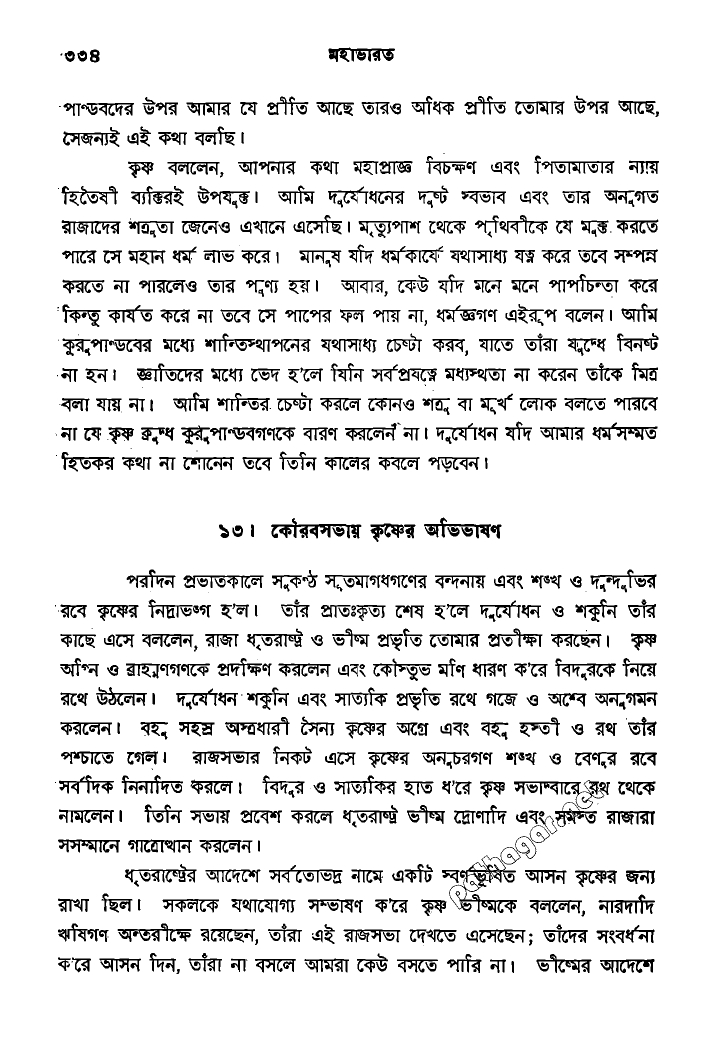 ৩৩৪ মহাভারত
পাণ্ডবদের উপর আমার যে প্রীতি আছে তারও অধিক প্রীতি তোমার উপর আছে,
সেজন্যই এই কথা বলছি।
কৃষ্ণ বললেন, আপনার কথা মহাপ্রাজ্ঞ বিচক্ষণ এবং পিতামাতার ন্যায়
হিতৈষী ব্যক্তিরই উপযুক্ত। আমি দুর্যোধনের দুষ্ট স্বভাব এবং তার অনুগত
রাজাদের শত্রুতা জেনেও এখানে এসেছি। মৃত্যুপাশ থেকে পৃথিবীকে যে মুক্ত করতে
পারে সে মহান ধর্ম লাভ করে। মানুষ যদি ধর্মকার্যে যথাসাধ্য যত্ন করে তবে সম্পন্ন
করতে না পারলেও তার পুণ্য হয়। আবার, কেউ যদি মনে মনে পাপচিন্তা করে
কিন্তু কার্যত করে না তবে সে পাপের ফল পায় না, ধর্মজ্ঞগণ এইরূপ বলেন। আমি
কুরুপাণ্ডবের মধ্যে শান্তিস্থাপনের যথাসাধ্য চেষ্টা করব, যাতে তাঁরা যুদ্ধে বিনষ্ট
না হন। জ্ঞাতিদের মধ্যে ভেদ হ'লে যিনি সর্বপ্রযত্নে মধ্যস্থতা না করেন তাঁকে মিত্র
বলা যায় না। আমি শান্তির চেষ্টা করলে কোনও শত্রু বা মূর্খ লোক বলতে পারবে
না যে কৃষ্ণ ক্রুদ্ধ কুরুপাণ্ডবগণকে বারণ করলেন না। দুর্যোধন যদি আমার ধর্মসম্মত
হিতকর কথা না শোনেন তবে তিনি কালের কবলে পড়বেন।
১৩। কৌরবসভায় কৃষ্ণের অভিভাষণ
পরদিন প্রভাতকালে সুকণ্ঠ সূতমাগধগণের বন্দনায় এবং শঙ্খ ও দুন্দুভির
রবে কৃষ্ণের নিদ্রাভঙ্গ হ'ল। তাঁর প্রাতঃকৃত্য শেষ হ'লে দুর্যোধন ও শকুনি তাঁর
কাছে এসে বললেন, রাজা ধৃতরাষ্ট্র ও ভীষ্ম প্রভৃতি তোমার প্রতীক্ষা করছেন। কৃষ্ণ
অগ্নি ও ব্রাহ্মণগণকে প্রদক্ষিণ করলেন এবং কৌস্তুভ মণি ধারণ ক'রে বিদুরকে নিয়ে
রথে উঠলেন। দুর্যোধন শকুনি এবং সাত্যকি প্রভৃতি রথে গজে ও অশ্বে অনুগমন
করলেন। বহু সহস্র অস্ত্রধারী সৈন্য কৃষ্ণের অগ্রে এবং বহু হস্তী ও রথ তাঁর
পশ্চাতে গেল। রাজসভার নিকট এসে কৃষ্ণের অনুচরগণ শঙ্খ ও বেণুর রবে
সর্বদিক নিনাদিত করলে। বিদুর ও সাত্যকির হাত ধ'রে কৃষ্ণ সভাদ্বারে রথ থেকে
নামলেন। তিনি সভায় প্রবেশ করলে ধৃতরাষ্ট্র ভীষ্ম দ্রোণাদি এবং সমস্ত রাজারা
সসম্মানে গাত্রোত্থান করলেন।
ধৃতরাষ্ট্রের আদেশে সর্বতোভদ্র নামে একটি স্বর্ণভূষিত আসন কৃষ্ণের জন্য
রাখা ছিল। সকলকে যথাযোগ্য সম্ভাষণ ক'রে কৃষ্ণ ভীষ্মকে বললেন, নারদাদি
ঋষিগণ অন্তরীক্ষে রয়েছেন, তাঁরা এই রাজসভা দেখতে এসেছেন; তাঁদের সংবর্ধনা
ক'রে আসন দিন, তাঁরা না বসলে আমরা কেউ বসতে পারি না। ভীষ্মের আদেশে
pathagar.net